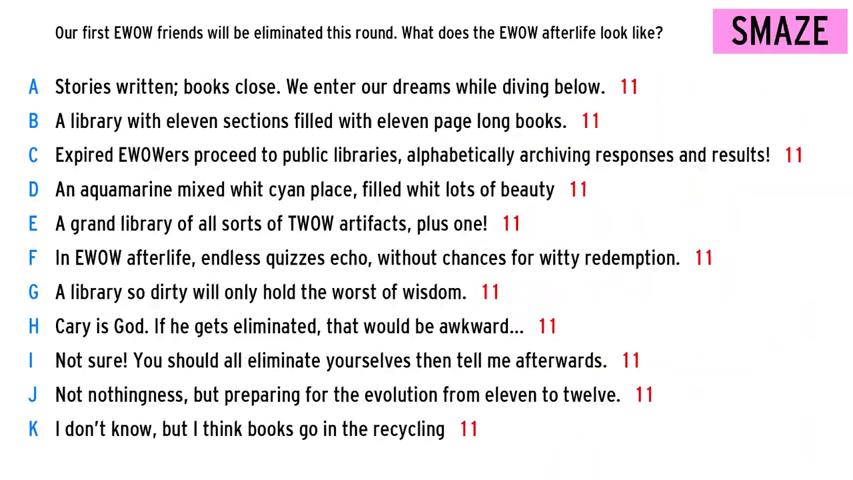 Our first EWOW friends will be eliminated this round. What does the EWOW afterlife look like?
SMAZE
A Stories written; books close. We enter our dreams while diving below. 11
B A library with eleven sections filled with eleven page long books. 11
C Expired EWOWers proceed to public libraries, alphabetically archiving responses and results! 11
D An aquamarine mixed whit cyan place, filled whit lots of beauty 11
E A grand library of all sorts of TWOW artifacts, plus one! 11
F In EWOW afterlife, endless quizzes echo, without chances for witty redemption. 11
G A library so dirty will only hold the worst of wisdom. 11
H Cary is God. If he gets eliminated, that would be awkward... 11
I Not sure! You should all eliminate yourselves then tell me afterwards. 11
J Not nothingness, but preparing for the evolution from eleven to twelve. 11
K I don't know, but I think books go in the recycling 11